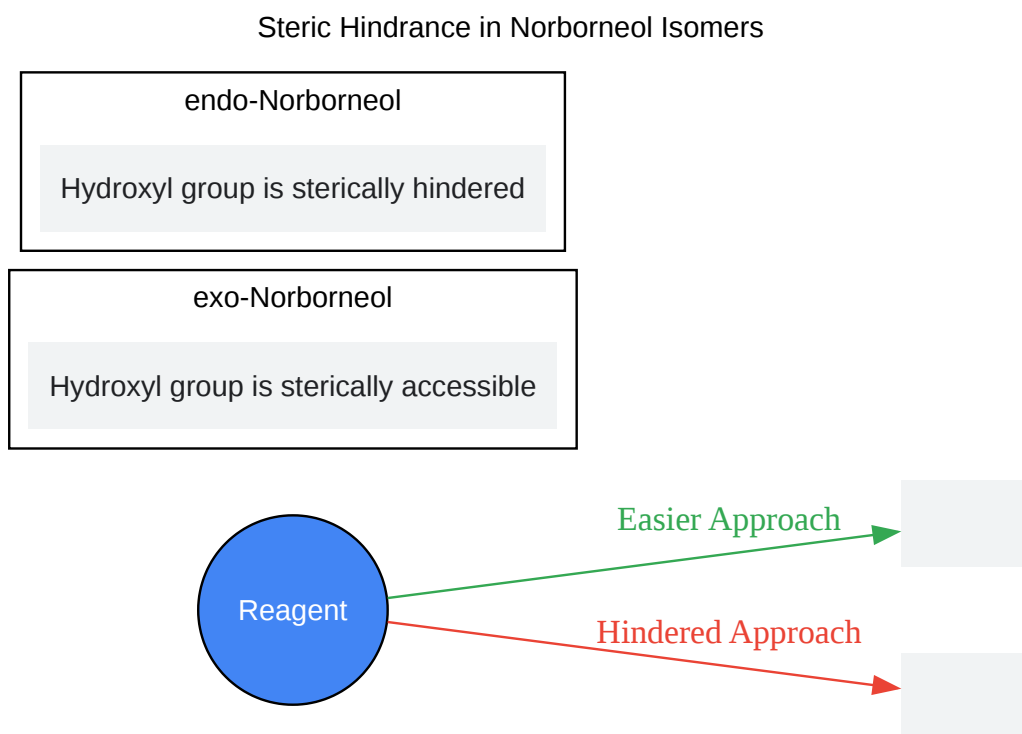 Steric Hindrance in Norborneol Isomers
endo-Norborneol
Hydroxyl group is sterically hindered
exo-Norborneol
Hydroxyl group is sterically accessible
Easier Approach
Reagent
Hindered Approach